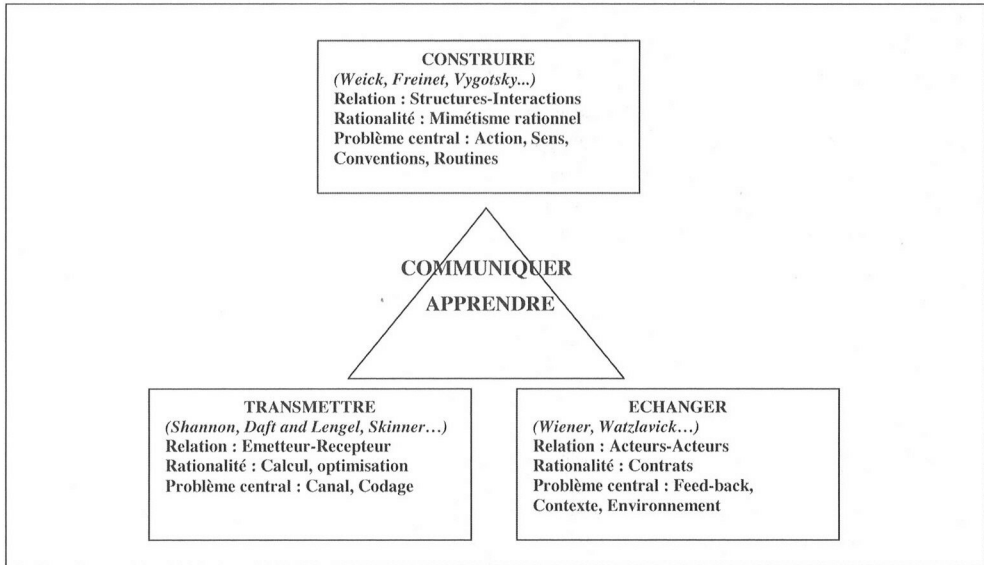 CONSTRUIRE
(Weick, Freinet, Vygotsky...)
Relation : Structures-Interactions
Rationalité : Mimétisme rationnel
Problème central : Action, Sens,
Conventions, Routines
COMMUNIQUER
APPRENDRE
TRANSMETTRE
(Shannon, Daft and Lengel, Skinner…)
Relation : Emetteur-Recepteur
Rationalité : Calcul, optimisation
Problème central : Canal, Codage
ECHANGER
(Wiener, Watzlavick…)
Relation : Acteurs-Acteurs
Rationalité : Contrats
Problème central : Feed-back,
Contexte, Environnement